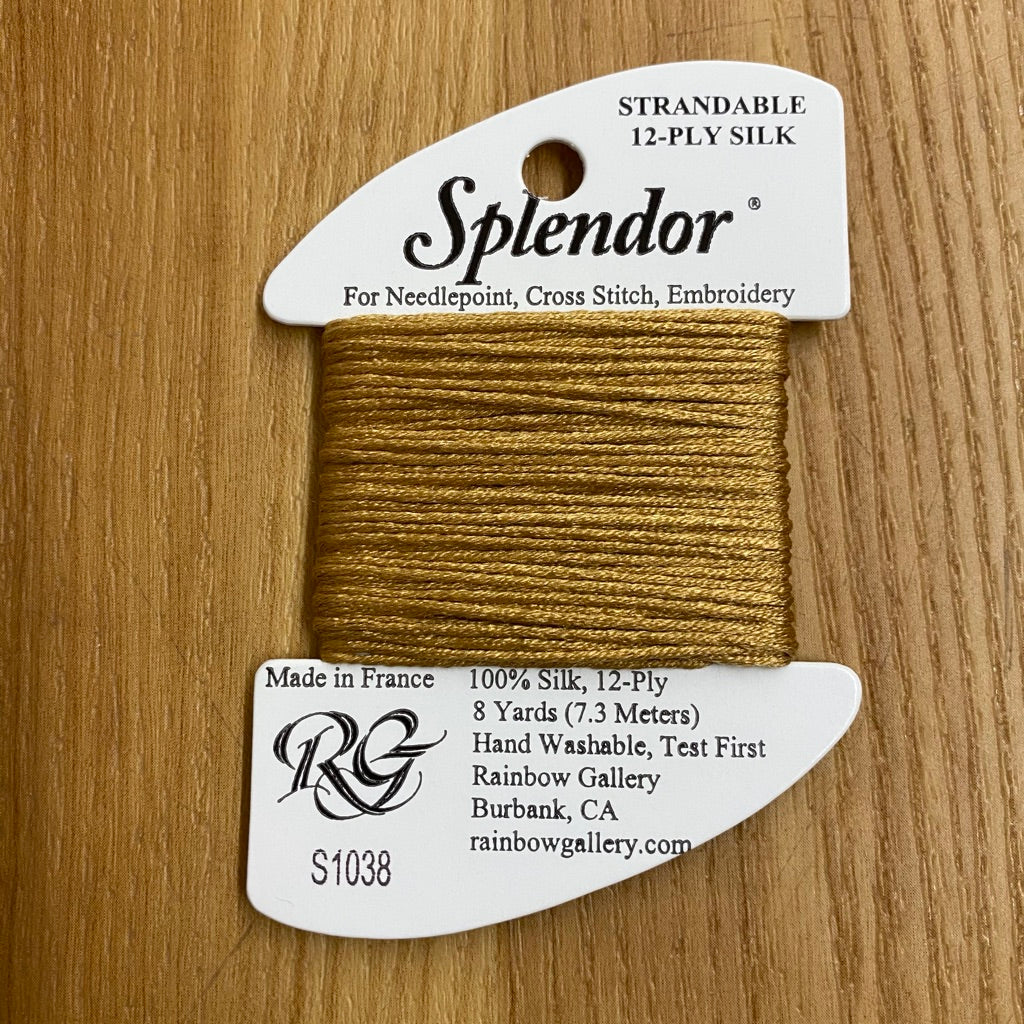 STRANDABLE
12-PLY SILK
Splendor ®
For Needlepoint, Cross Stitch, Embroidery
Made in France
RG
S1038
100% Silk, 12-Ply
8 Yards (7.3 Meters)
Hand Washable, Test First
Rainbow Gallery
Burbank, CA
rainbowgallery.com